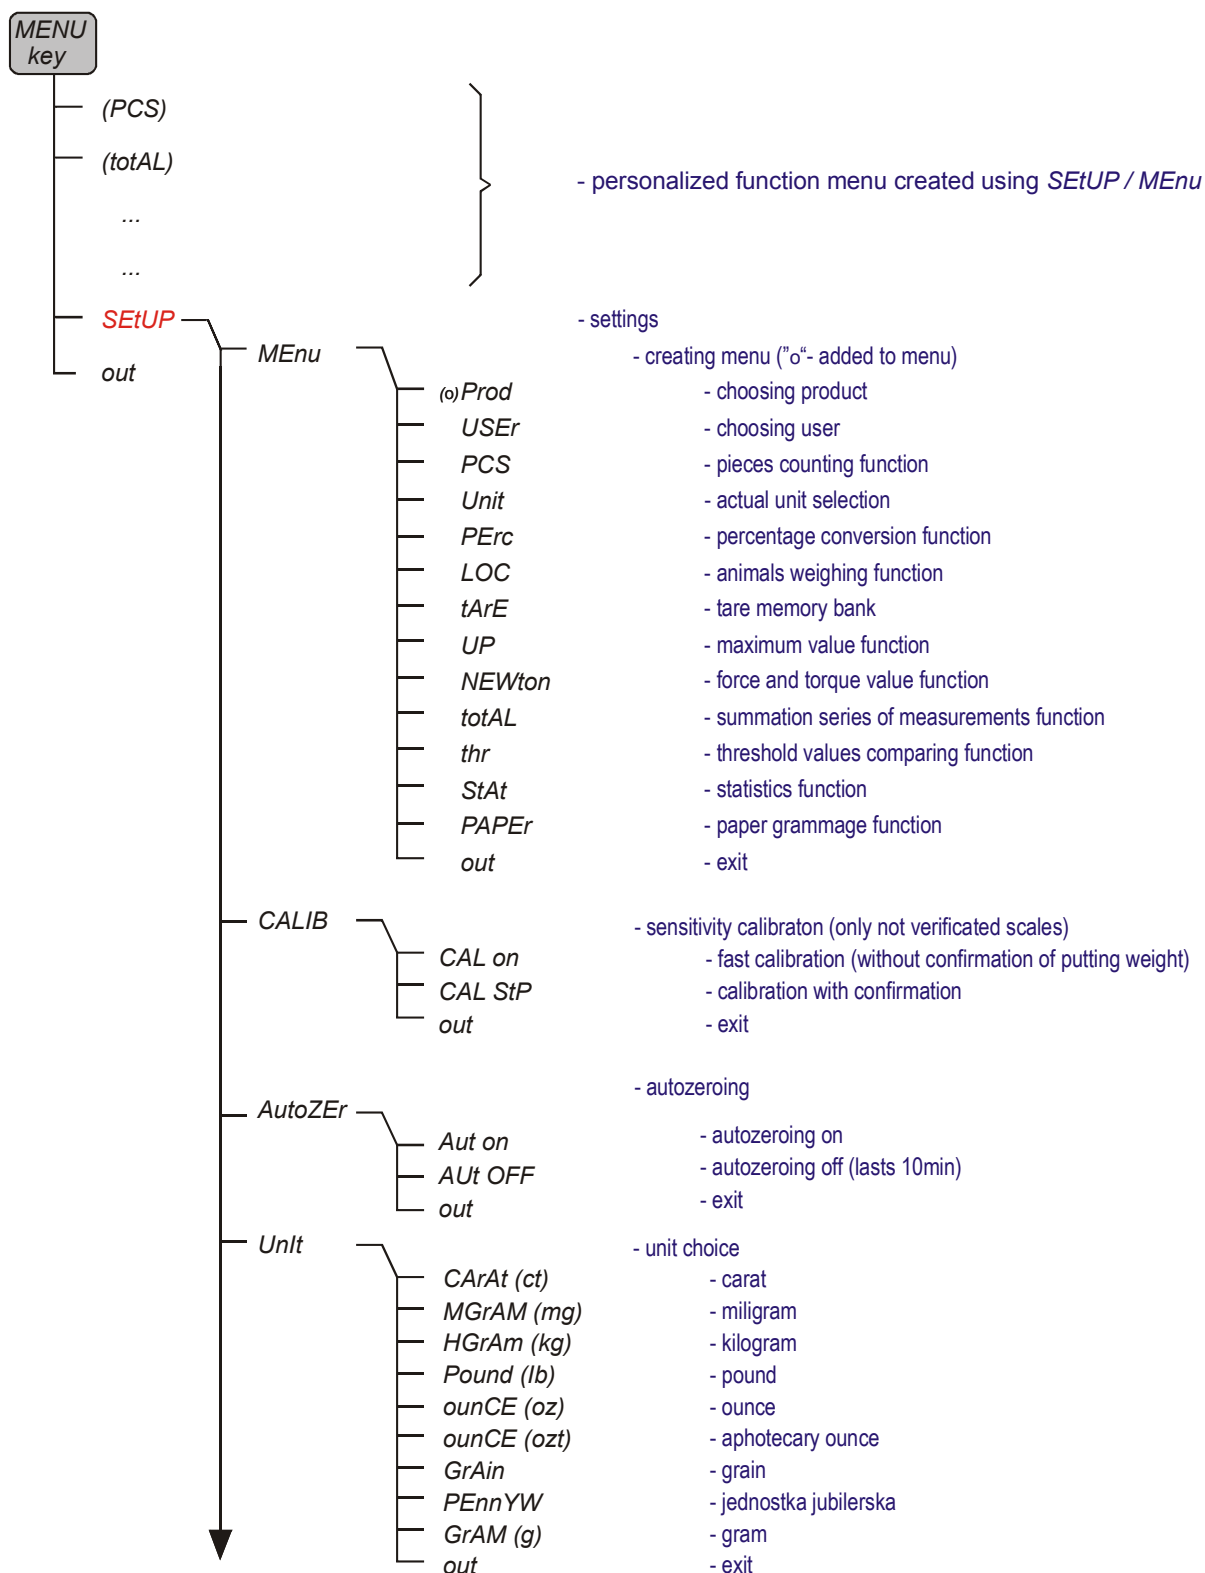 MENU
key
(PCS)
(totAL)
- personalized function menu created using SEtUP / MEnu
...
...
SEtUP - settings
MEnu - creating menu (”o“- added to menu)
out
(o) Prod - choosing product
USEr - choosing user
PCS - pieces counting function
Unit - actual unit selection
PErc - percentage conversion function
LOC - animals weighing function
tArE - tare memory bank
UP - maximum value function
NEWton - force and torque value function
totAL - summation series of measurements function
thr - threshold values comparing function
StAt - statistics function
PAPEr - paper grammage function
out - exit
CALIB - sensitivity calibraton (only not verificated scales)
CAL on - fast calibration (without confirmation of putting weight)
CAL StP - calibration with confirmation
out - exit
AutoZEr - autozeroing
Aut on - autozeroing on
AUt OFF - autozeroing off (lasts 10min)
out - exit
UnIt - unit choice
CArAt (ct) - carat
MGrAM (mg) - miligram
HGrAm (kg) - kilogram
Pound (lb) - pound
ounCE (oz) - ounce
ounCE (ozt) - aphotecary ounce
GrAin - grain
PEnnYW - jednostka jubilerska
GrAM (g) - gram
out - exit